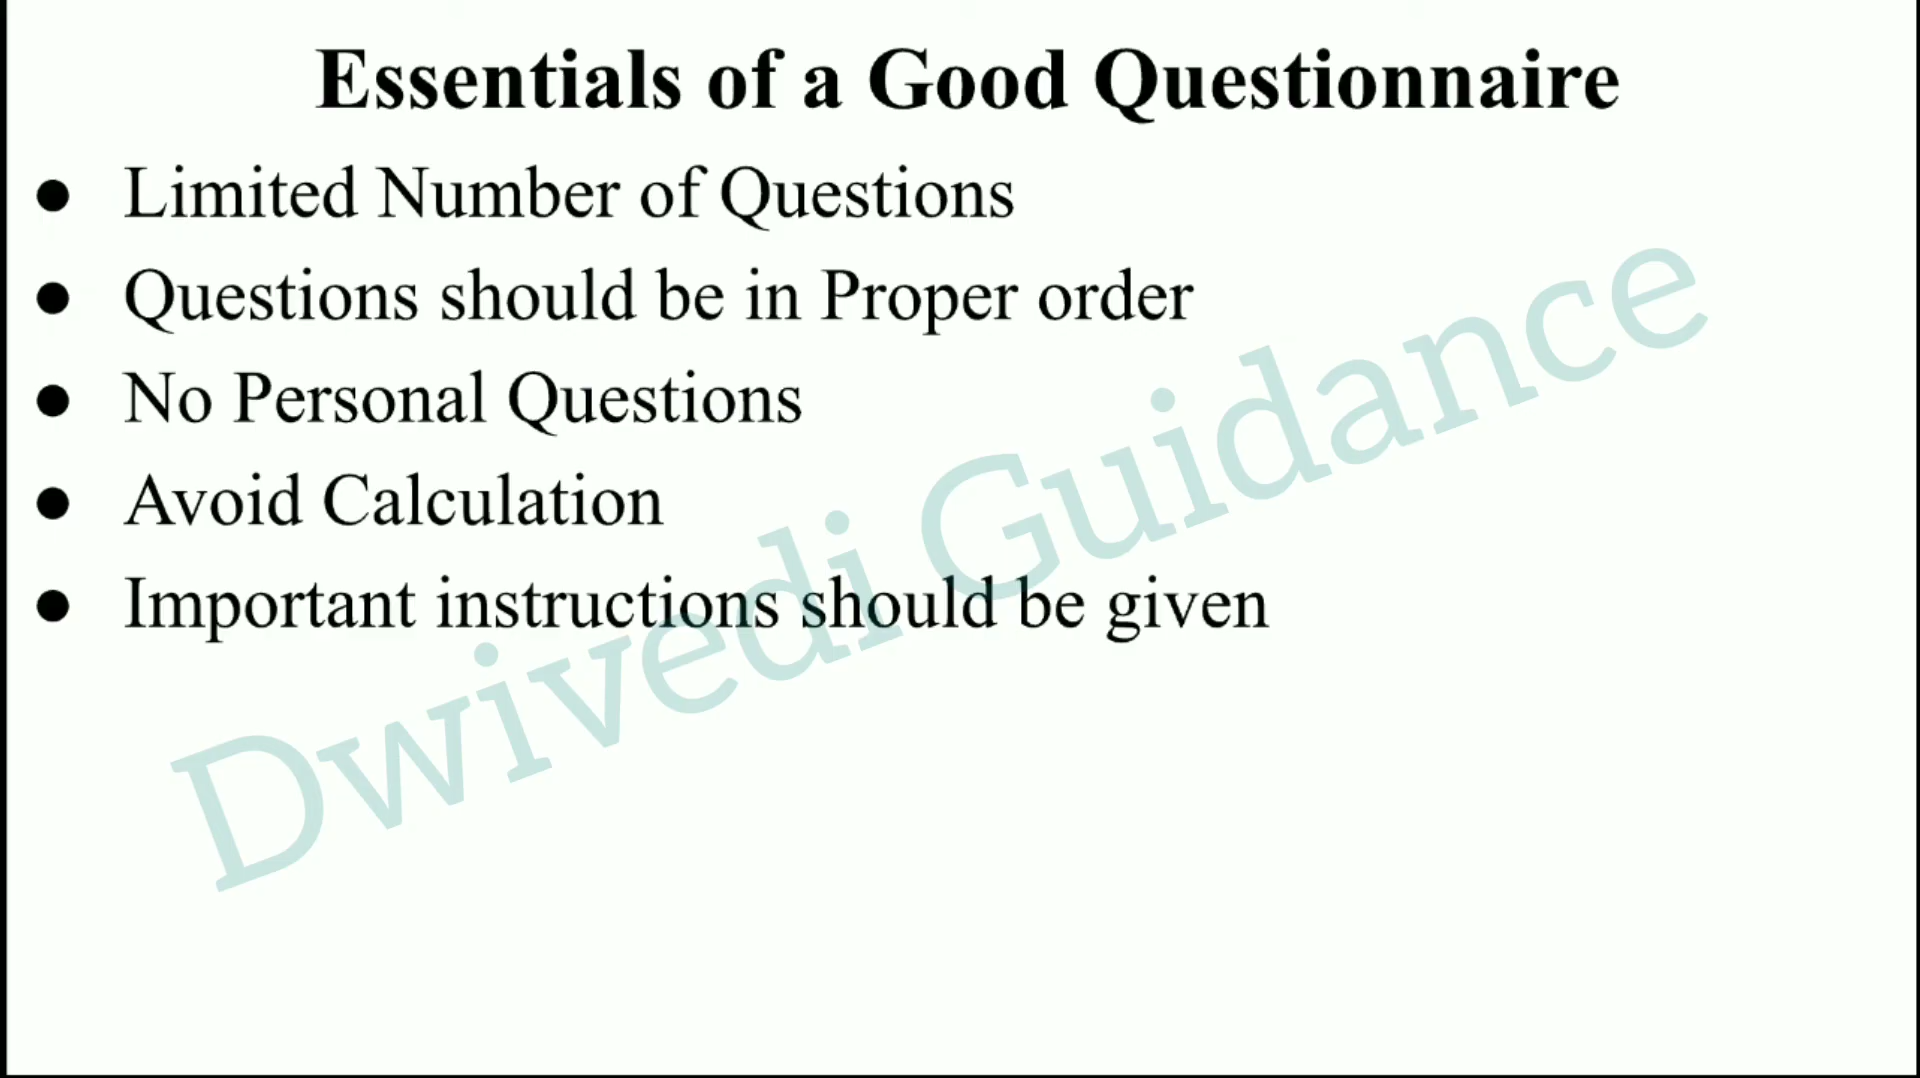 Essentials of a Good Questionnaire
● Limited Number of Questions
● Questions should be in Proper order
● No Personal Questions
● Avoid Calculation
● Important instructions should be given
Dwivedi Guidance